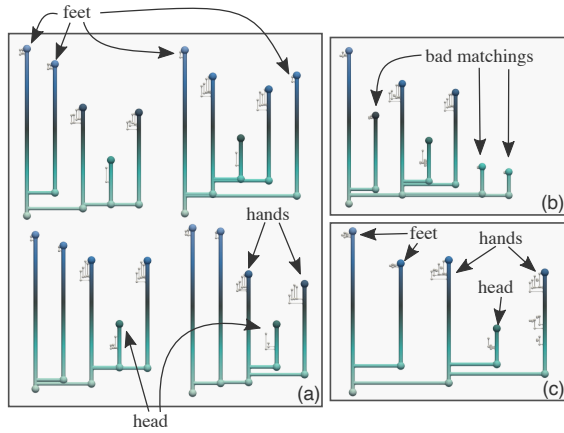 feet
bad matchings
(b)
hands
feet
hands
head
(a)
(c)
head